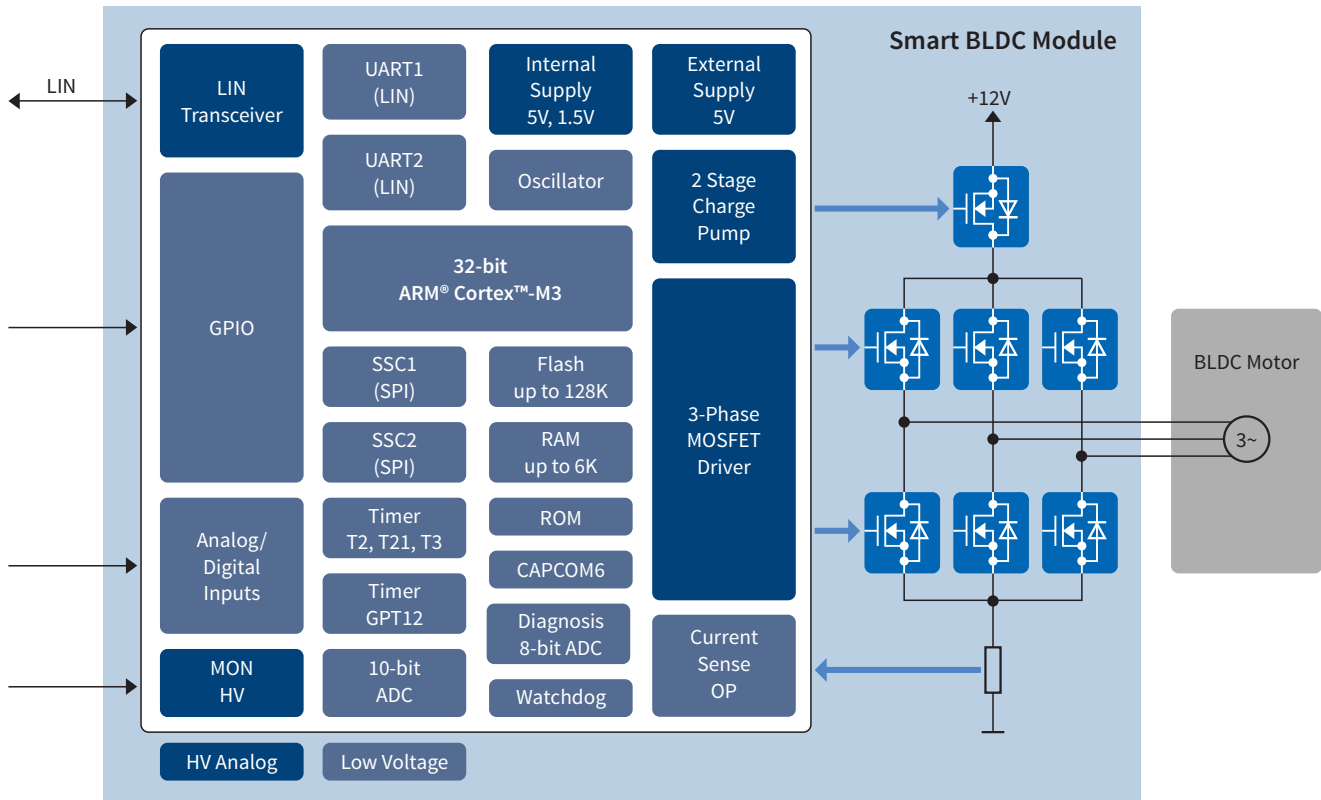 Smart BLDC Module
LIN
LIN
Transceiver
UART1
(LIN)
Internal
Supply
5V, 1.5V
External
Supply
5V
+12V
UART2
(LIN)
Oscillator
2 Stage
Charge
Pump
GPIO
32-bit
ARM® Cortex™-M3
SSC1
(SPI)
Flash
up to 128K
3-Phase
MOSFET
Driver
BLDC Motor
3~
SSC2
(SPI)
RAM
up to 6K
Analog/
Digital
Inputs
Timer
T2, T21, T3
ROM
CAPCOM6
Timer
GPT12
Diagnosis
8-bit ADC
Current
Sense
OP
MON
HV
10-bit
ADC
Watchdog
HV Analog
Low Voltage